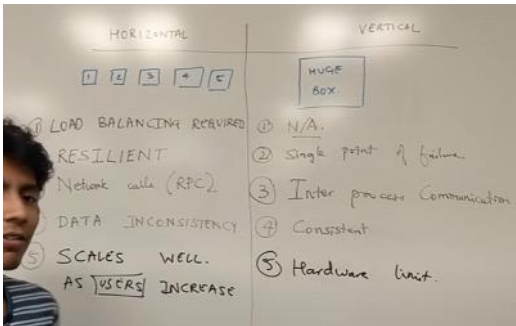 HORIZONTAL
1 2 3 4 5
① LOAD BALANCING REQUIRED
RESILIENT
Network calls (RPC)
DATA INCONSISTENCY
⑤ SCALES WELL.
AS USERS INCREASE
VERTICAL
HUGE
BOX.
① N/A.
② Single point of failure.
③ Inter process Communication
④ Consistent
⑤ Hardware limit.